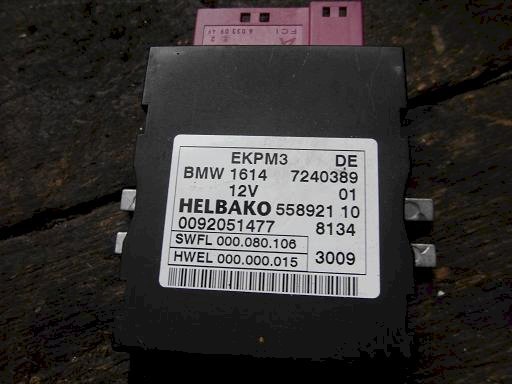 FCI
EKPM3 DE
BMW 1614 7240389
12V 01
HELBAKO 558921 10
0092051477 8134
SWFL 000.080.106
HWEL 000.000.015 3009